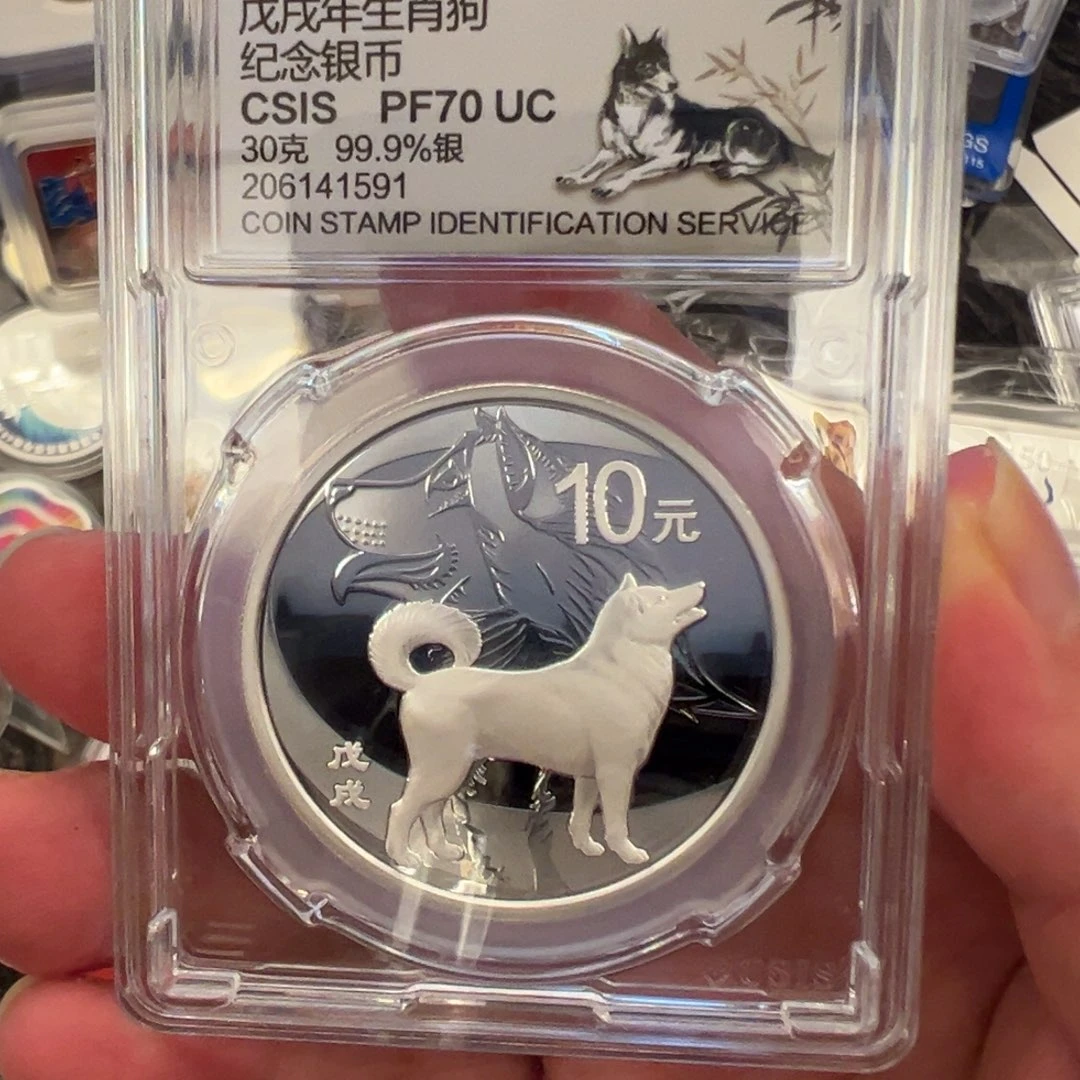 戊戌年生肖狗
纪念银币
CSIS PF70 UC
30克 99.9%银
206141591
COIN STAMP IDENTIFICATION SERVICE
10元
戊
戌